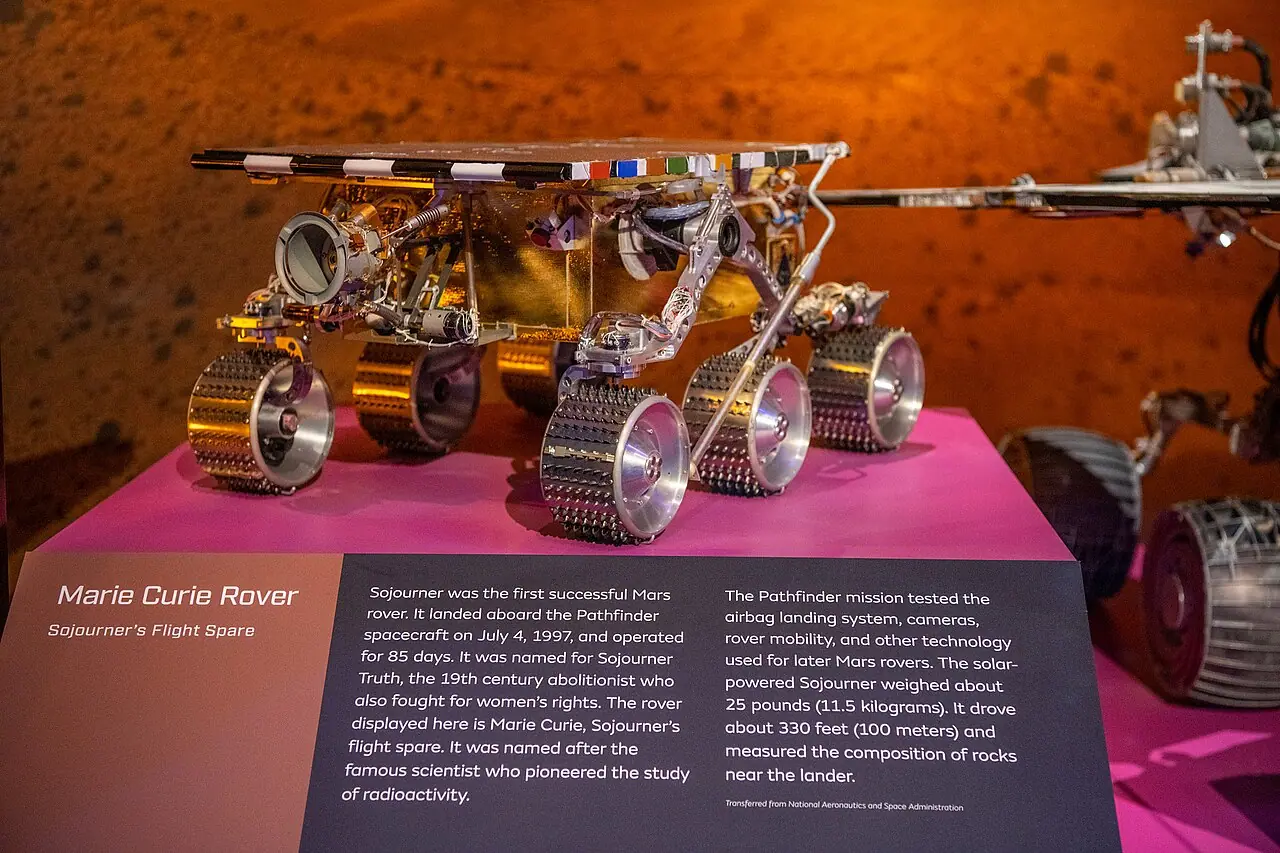 Marie Curie Rover
Sojourner's Flight Spare
Sojourner was the first successful Mars
rover. It landed aboard the Pathfinder
spacecraft on July 4, 1997, and operated
for 85 days. It was named for Sojourner
Truth, the 19th century abolitionist who
also fought for women's rights. The rover
displayed here is Marie Curie, Sojourner's
flight spare. It was named after the
famous scientist who pioneered the study
of radioactivity.
The Pathfinder mission tested the
airbag landing system, cameras,
rover mobility, and other technology
used for later Mars rovers. The solar-
powered Sojourner weighed about
25 pounds (11.5 kilograms). It drove
about 330 feet (100 meters) and
measured the composition of rocks
near the lander.
Transferred from National Aeronautics and Space Administration